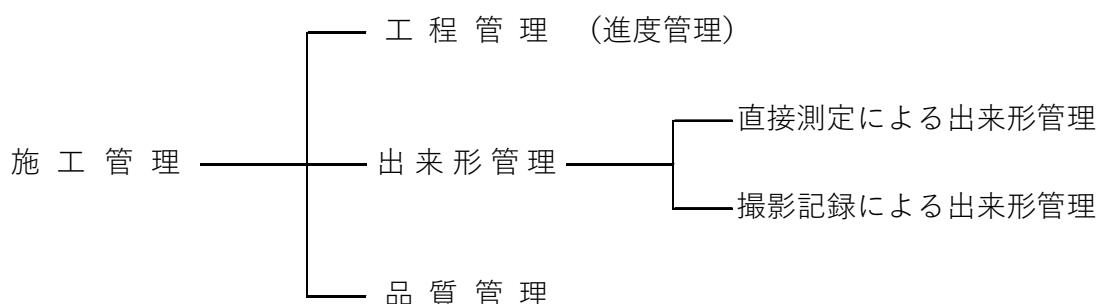 工程管理 （進度管理）
直接測定による出来形管理
施工管理
出来形管理
撮影記録による出来形管理
品質管理